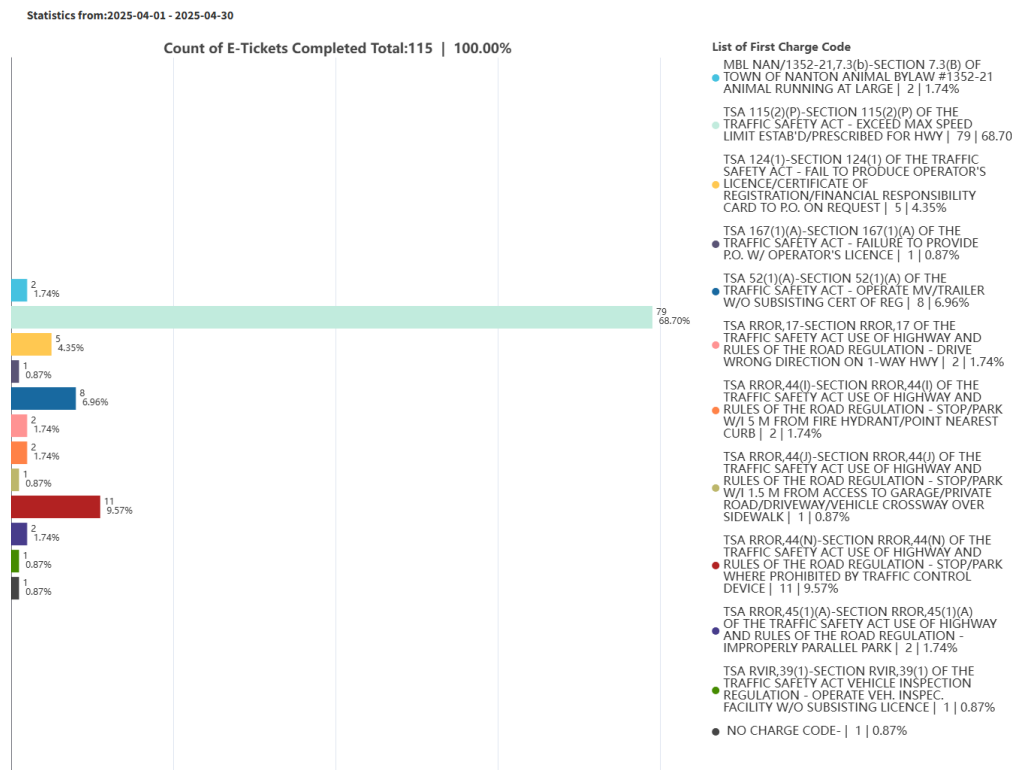 Statistics from:2025-04-01 - 2025-04-30
Count of E-Tickets Completed Total:115 | 100.00%
2
1.74%
79
68.70%
5
4.35%
1
0.87%
8
6.96%
2
1.74%
2
1.74%
1
0.87%
11
9.57%
2
1.74%
1
0.87%
1
0.87%
List of First Charge Code
MBL NAN/1352-21,7.3(b)-SECTION 7.3(B) OF
TOWN OF NANTON ANIMAL BYLAW #1352-21
ANIMAL RUNNING AT LARGE | 2 | 1.74%
TSA 115(2)(P)-SECTION 115(2)(P) OF THE
TRAFFIC SAFETY ACT - EXCEED MAX SPEED
LIMIT ESTAB'D/PRESCRIBED FOR HWY | 79 | 68.70
TSA 124(1)-SECTION 124(1) OF THE TRAFFIC
SAFETY ACT - FAIL TO PRODUCE OPERATOR'S
LICENCE/CERTIFICATE OF
REGISTRATION/FINANCIAL RESPONSIBILITY
CARD TO P.O. ON REQUEST | 5 | 4.35%
TSA 167(1)(A)-SECTION 167(1)(A) OF THE
TRAFFIC SAFETY ACT - FAILURE TO PROVIDE
P.O. W/ OPERATOR'S LICENCE | 1 | 0.87%
TSA 52(1)(A)-SECTION 52(1)(A) OF THE
TRAFFIC SAFETY ACT - OPERATE MV/TRAILER
W/O SUBSISTING CERT OF REG | 8 | 6.96%
TSA RROR,17-SECTION RROR,17 OF THE
TRAFFIC SAFETY ACT USE OF HIGHWAY AND
RULES OF THE ROAD REGULATION - DRIVE
WRONG DIRECTION ON 1-WAY HWY | 2 | 1.74%
TSA RROR,44(I)-SECTION RROR,44(I) OF THE
TRAFFIC SAFETY ACT USE OF HIGHWAY AND
RULES OF THE ROAD REGULATION - STOP/PARK
W/I 5 M FROM FIRE HYDRANT/POINT NEAREST
CURB | 2 | 1.74%
TSA RROR,44(J)-SECTION RROR,44(J) OF THE
TRAFFIC SAFETY ACT USE OF HIGHWAY AND
RULES OF THE ROAD REGULATION - STOP/PARK
W/I 1.5 M FROM ACCESS TO GARAGE/PRIVATE
ROAD/DRIVEWAY/VEHICLE CROSSWAY OVER
SIDEWALK | 1 | 0.87%
TSA RROR,44(N)-SECTION RROR,44(N) OF THE
TRAFFIC SAFETY ACT USE OF HIGHWAY AND
RULES OF THE ROAD REGULATION - STOP/PARK
WHERE PROHIBITED BY TRAFFIC CONTROL
DEVICE | 11 | 9.57%
TSA RROR,45(1)(A)-SECTION RROR,45(1)(A)
OF THE TRAFFIC SAFETY ACT USE OF HIGHWAY
AND RULES OF THE ROAD REGULATION -
IMPROPERLY PARALLEL PARK | 2 | 1.74%
TSA RVIR,39(1)-SECTION RVIR,39(1) OF THE
TRAFFIC SAFETY ACT VEHICLE INSPECTION
REGULATION - OPERATE VEH. INSPEC.
FACILITY W/O SUBSISTING LICENCE | 1 | 0.87%
NO CHARGE CODE- | 1 | 0.87%